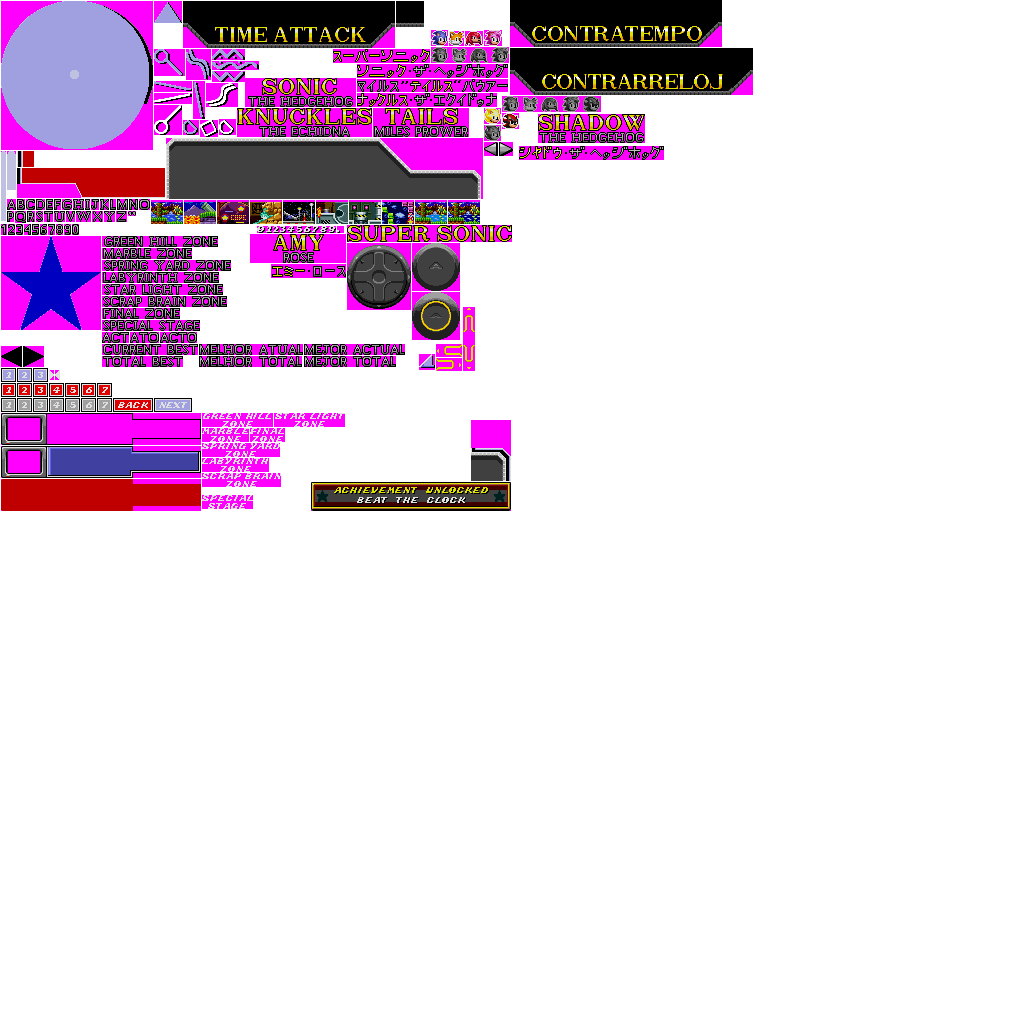 TIME ATTACK
CONTRATEMPO
CONTRARRELOJ
スーパーソニック
ソニック・ザ・ヘッジホッグ
SONIC
THE HEDGEHOG
マイルス"テイルス"パウアー
ナックルス・ザ・エクイドゥナ
KNUCKLES
THE ECHIDNA
TAILS
MILES PROWER
SHADOW
THE HEDGEHOG
シャドウ・ザ・ヘッジホッグ
ABCDEFGHIJKLMNO
PQRSTUVWXYZ"
1234567890
0123456789
AMY
ROSE
エミー・ローズ
SUPER SONIC
GREEN HILL ZONE
MARBLE ZONE
SPRING YARD ZONE
LABYRINTH ZONE
STAR LIGHT ZONE
SCRAP BRAIN ZONE
FINAL ZONE
SPECIAL STAGE
ACTATOACTO
CURRENT BEST MELHOR ATUAL MEJOR ACTUAL
TOTAL BEST MELHOR TOTAL MEJOR TOTAL
1 2 3
1 2 3 4 5 6 7
1 2 3 4 5 6 7 BACK NEXT
GREEN HILL ZONE
STAR LIGHT ZONE
MARBLE ZONE
FINAL ZONE
SPRING YARD ZONE
LABYRINTH ZONE
SCRAP BRAIN ZONE
SPECIAL STAGE
ACHIEVEMENT UNLOCKED
BEAT THE CLOCK